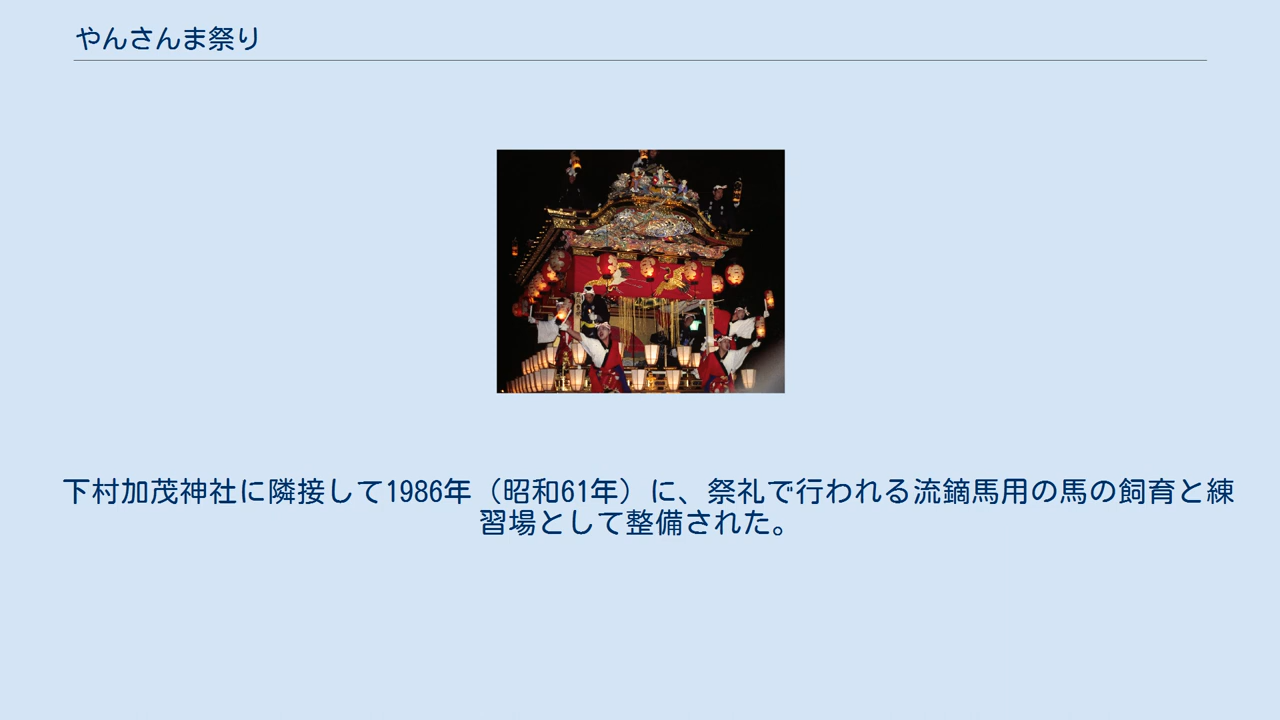 やんさんま祭り
下村加茂神社に隣接して1986年（昭和61年）に、祭礼で行われる流鏑馬用の馬の飼育と練
習場として整備された。